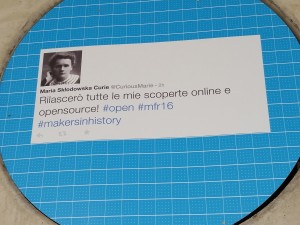 Maria Skłodowska Curie @CuriousMarie
Rilascerò tutte le mie scoperte online e
opensource! #open #mfr16
#makersinhistory